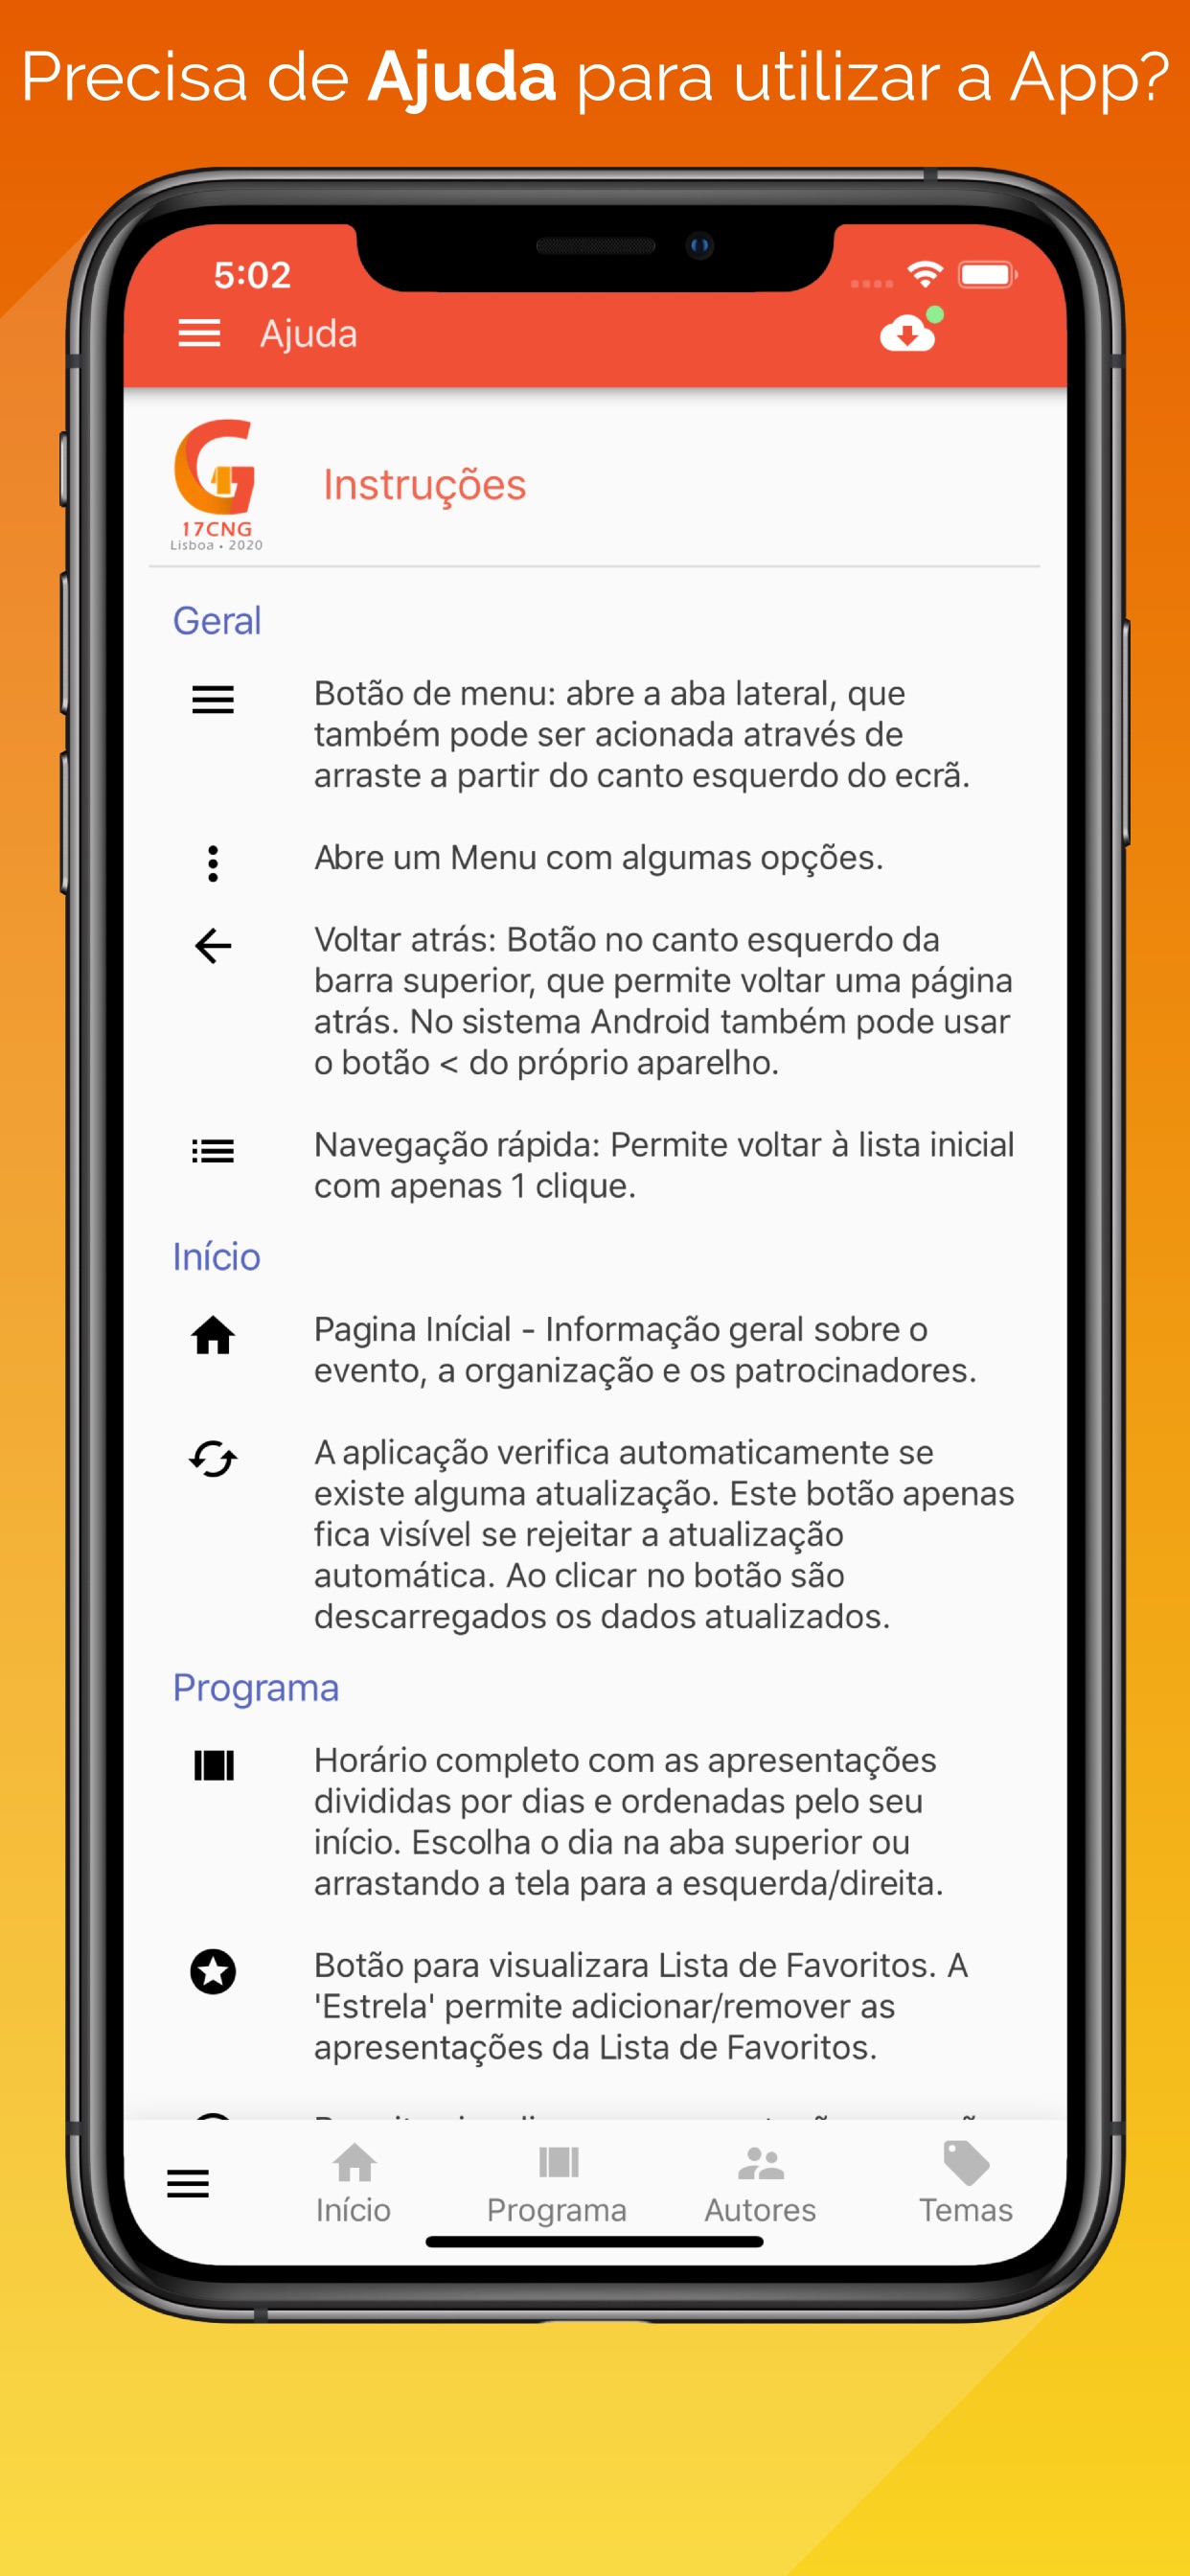 Precisa de Ajuda para utilizar a App?
5:02
Ajuda
17CNG
Lisboa • 2020
Instruções
Geral
Botão de menu: abre a aba lateral, que
também pode ser acionada através de
arraste a partir do canto esquerdo do ecrã.
Abre um Menu com algumas opções.
Voltar atrás: Botão no canto esquerdo da
barra superior, que permite voltar uma página
atrás. No sistema Android também pode usar
o botão < do próprio aparelho.
Navegação rápida: Permite voltar à lista inicial
com apenas 1 clique.
Início
Pagina Inícial - Informação geral sobre o
evento, a organização e os patrocinadores.
A aplicação verifica automaticamente se
existe alguma atualização. Este botão apenas
fica visível se rejeitar a atualização
automática. Ao clicar no botão são
descarregados os dados atualizados.
Programa
Horário completo com as apresentações
divididas por dias e ordenadas pelo seu
início. Escolha o dia na aba superior ou
arrastando a tela para a esquerda/direita.
Botão para visualizara Lista de Favoritos. A
'Estrela' permite adicionar/remover as
apresentações da Lista de Favoritos.
Início
Programa
Autores
Temas